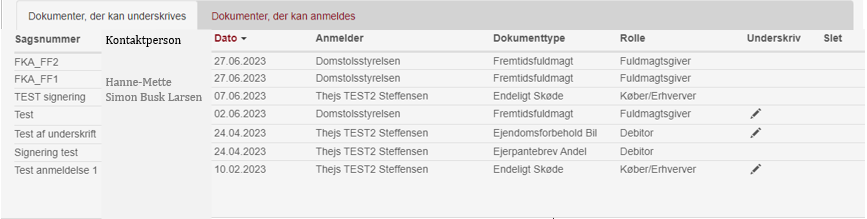 Dokumenter, der kan underskrives Dokumenter, der kan anmeldes
Sagsnummer Kontaktperson Dato Anmelder Dokumenttype Rolle Underskriv Slet
FKA_FF2 27.06.2023 Domstolsstyrelsen Fremtidsfuldmagt Fuldmagtsgiver
FKA_FF1 Hanne-Mette 27.06.2023 Domstolsstyrelsen Fremtidsfuldmagt Fuldmagtsgiver
TEST signering Simon Busk Larsen 07.06.2023 Thejs TEST2 Steffensen Endeligt Skøde Køber/Erhverver
Test 02.06.2023 Domstolsstyrelsen Fremtidsfuldmagt Fuldmagtsgiver
Test af underskrift 24.04.2023 Thejs TEST2 Steffensen Ejendomsforbehold Bil Debitor
Signering test 24.04.2023 Thejs TEST2 Steffensen Ejerpantebrev Andel Debitor
Test anmeldelse 1 10.02.2023 Thejs TEST2 Steffensen Endeligt Skøde Køber/Erhverver